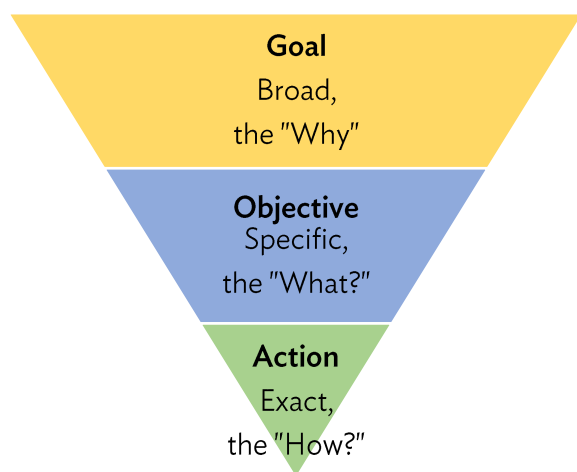 Goal
Broad,
the "Why"
Objective
Specific,
the "What?"
Action
Exact,
the "How?"